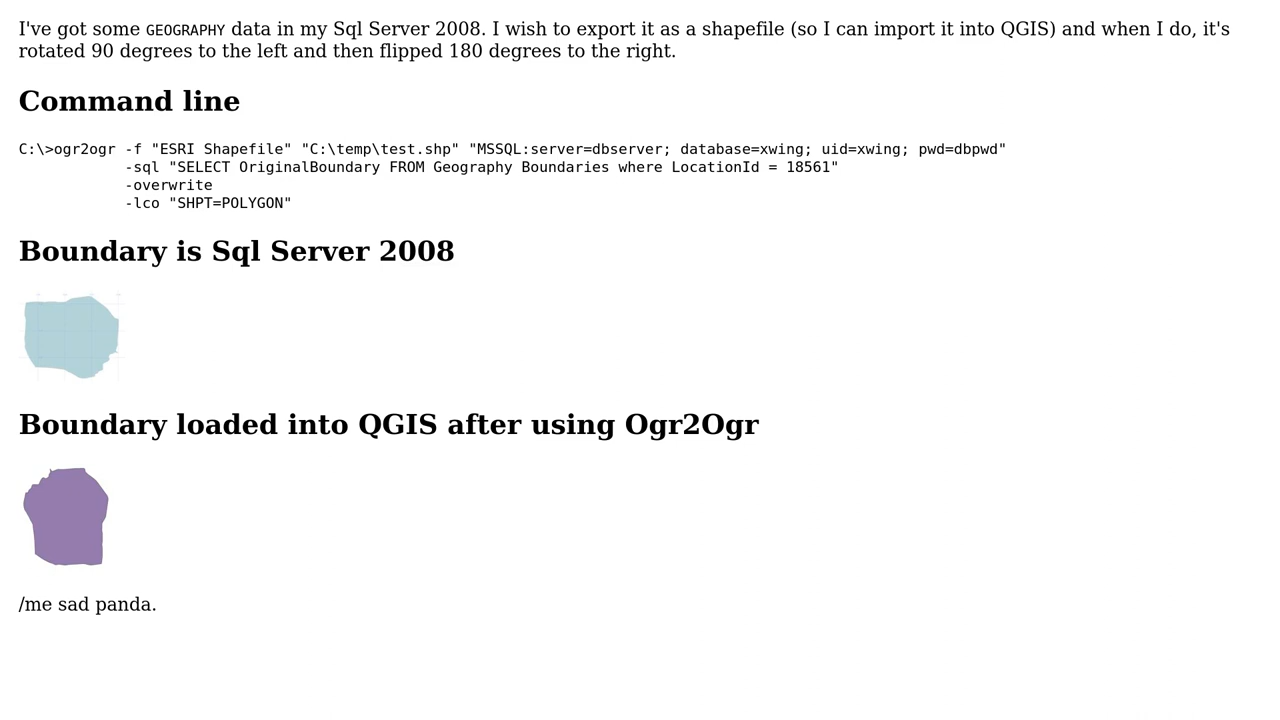 I've got some GEOGRAPHY data in my Sql Server 2008. I wish to export it as a shapefile (so I can import it into QGIS) and when I do, it's
rotated 90 degrees to the left and then flipped 180 degrees to the right.
Command line
C:\>ogr2ogr -f "ESRI Shapefile" "C:\temp\test.shp" "MSSQL:server=dbserver; database=xwing; uid=xwing; pwd=dbpwd"
-sql "SELECT OriginalBoundary FROM Geography Boundaries where LocationId = 18561"
-overwrite
-lco "SHPT=POLYGON"
Boundary is Sql Server 2008
Boundary loaded into QGIS after using Ogr2Ogr
/me sad panda.